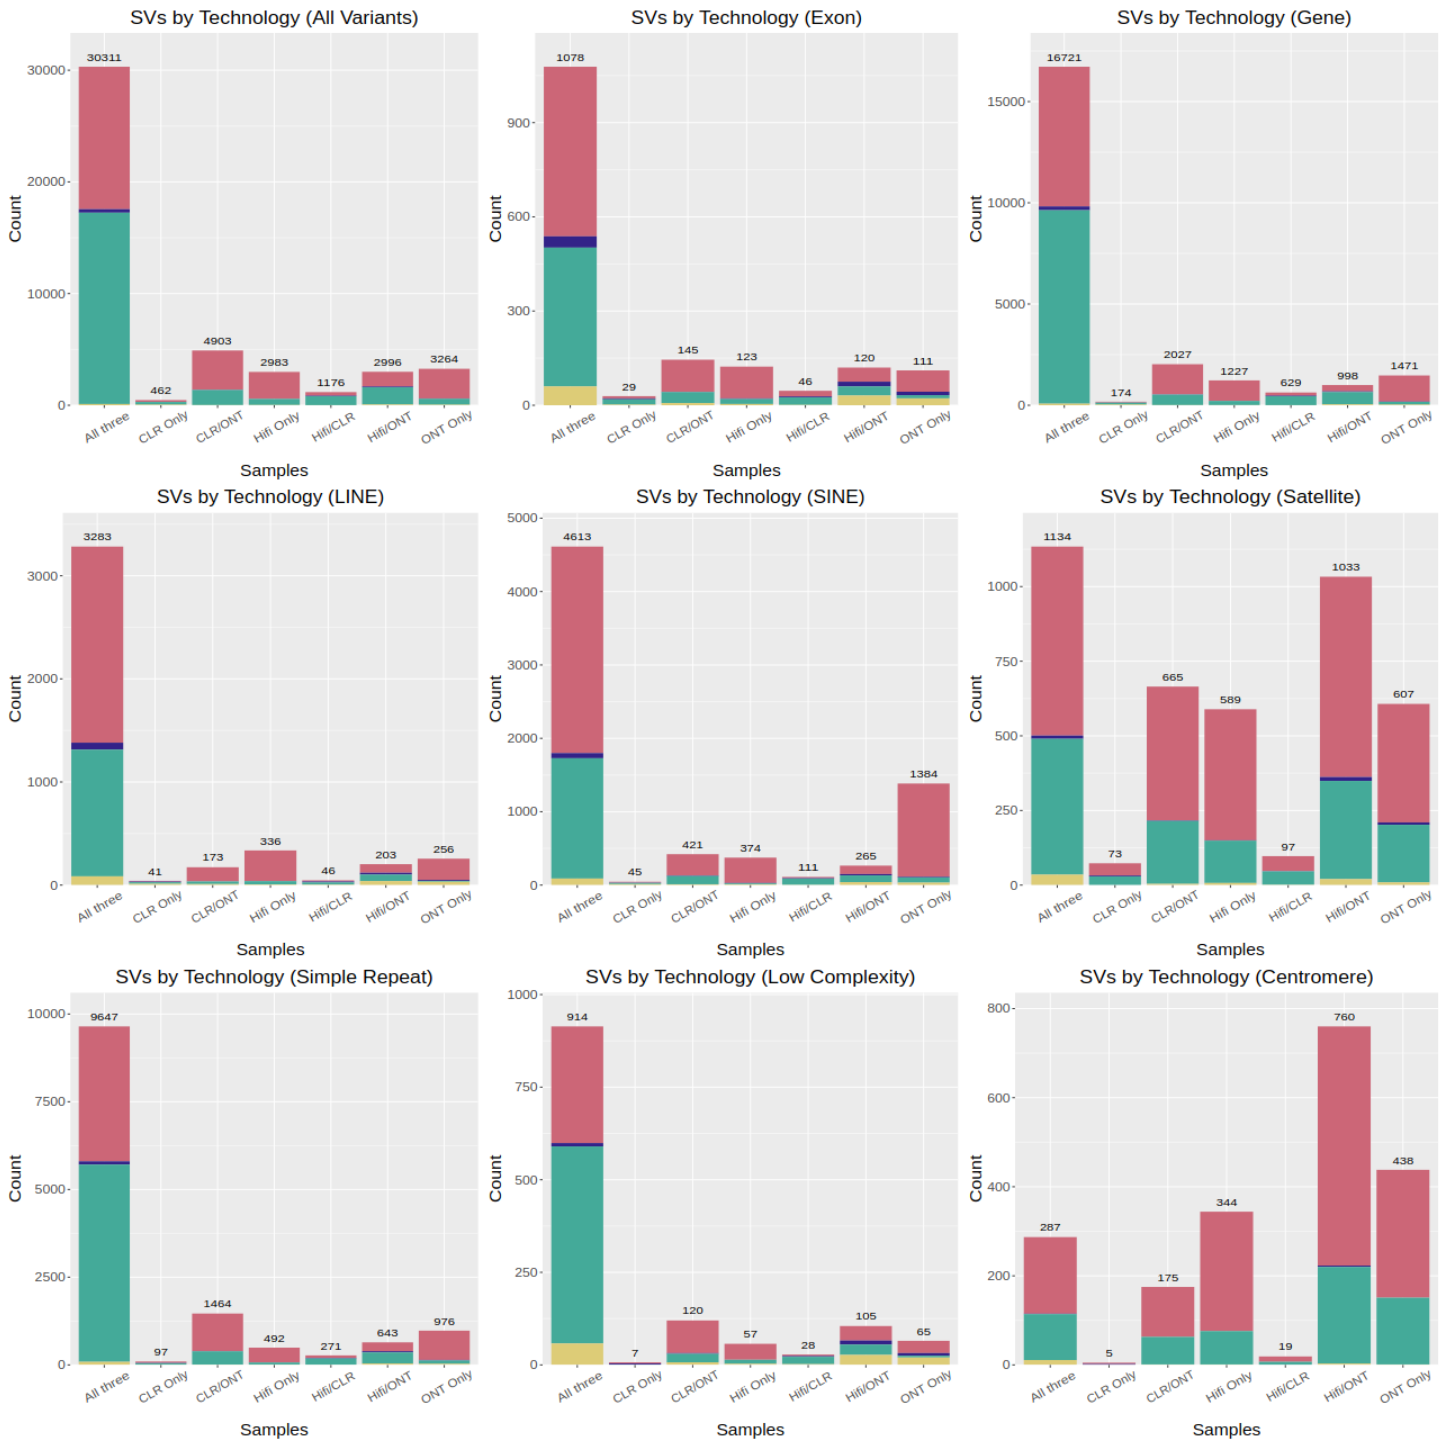 SVs by Technology (All Variants)
Count
30000
20000
10000
0
30311
462
4903
2983
1176
2996
3264
All three
CLR Only
CLR/ONT
Hifi Only
Hifi/CLR
Hifi/ONT
ONT Only
Samples
SVs by Technology (Exon)
Count
900
600
300
0
1078
29
145
123
46
120
111
All three
CLR Only
CLR/ONT
Hifi Only
Hifi/CLR
Hifi/ONT
ONT Only
Samples
SVs by Technology (Gene)
Count
15000
10000
5000
0
16721
174
2027
1227
629
998
1471
All three
CLR Only
CLR/ONT
Hifi Only
Hifi/CLR
Hifi/ONT
ONT Only
Samples
SVs by Technology (LINE)
Count
3000
2000
1000
0
3283
41
173
336
46
203
256
All three
CLR Only
CLR/ONT
Hifi Only
Hifi/CLR
Hifi/ONT
ONT Only
Samples
SVs by Technology (SINE)
Count
5000
4000
3000
2000
1000
0
4613
45
421
374
111
265
1384
All three
CLR Only
CLR/ONT
Hifi Only
Hifi/CLR
Hifi/ONT
ONT Only
Samples
SVs by Technology (Satellite)
Count
1000
750
500
250
0
1134
73
665
589
97
1033
607
All three
CLR Only
CLR/ONT
Hifi Only
Hifi/CLR
Hifi/ONT
ONT Only
Samples
SVs by Technology (Simple Repeat)
Count
10000
7500
5000
2500
0
9647
97
1464
492
271
643
976
All three
CLR Only
CLR/ONT
Hifi Only
Hifi/CLR
Hifi/ONT
ONT Only
Samples
SVs by Technology (Low Complexity)
Count
1000
750
500
250
0
914
7
120
57
28
105
65
All three
CLR Only
CLR/ONT
Hifi Only
Hifi/CLR
Hifi/ONT
ONT Only
Samples
SVs by Technology (Centromere)
Count
800
600
400
200
0
287
5
175
344
19
760
438
All three
CLR Only
CLR/ONT
Hifi Only
Hifi/CLR
Hifi/ONT
ONT Only
Samples